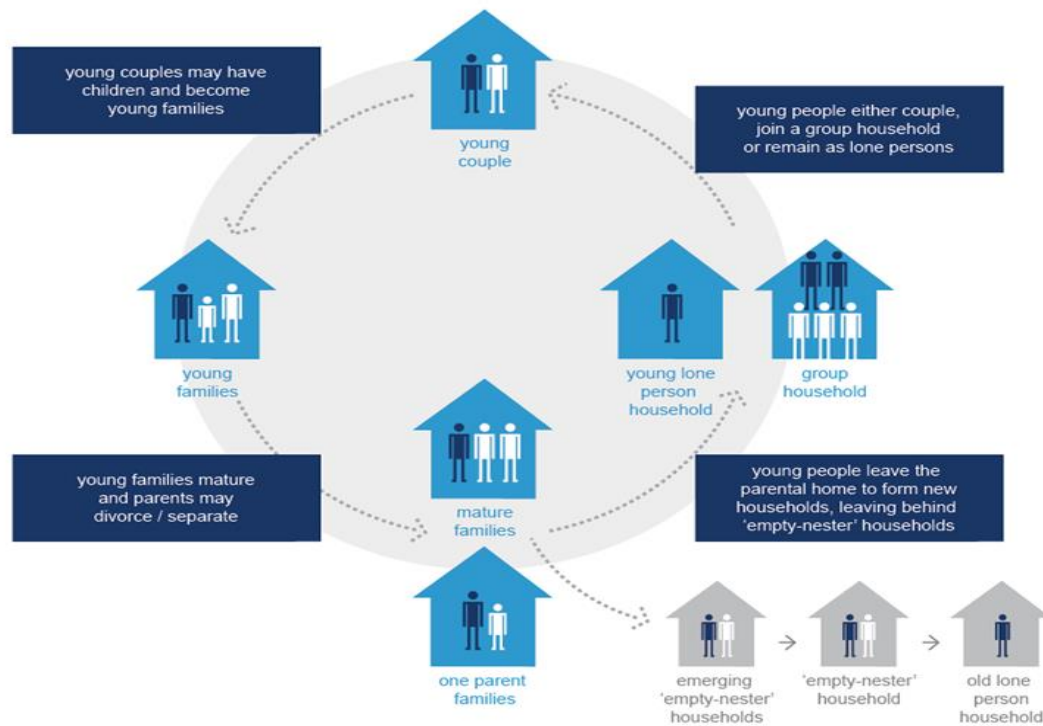 young couples may have
children and become
young families
young
couple
young people either couple,
join a group household
or remain as lone persons
young
families
young lone
person
household
group
household
young families mature
and parents may
divorce / separate
mature
families
young people leave the
parental home to form new
households, leaving behind
‘empty-nester’ households
one parent
families
emerging
‘empty-nester’
households
‘empty-nester’
household
old lone
person
household